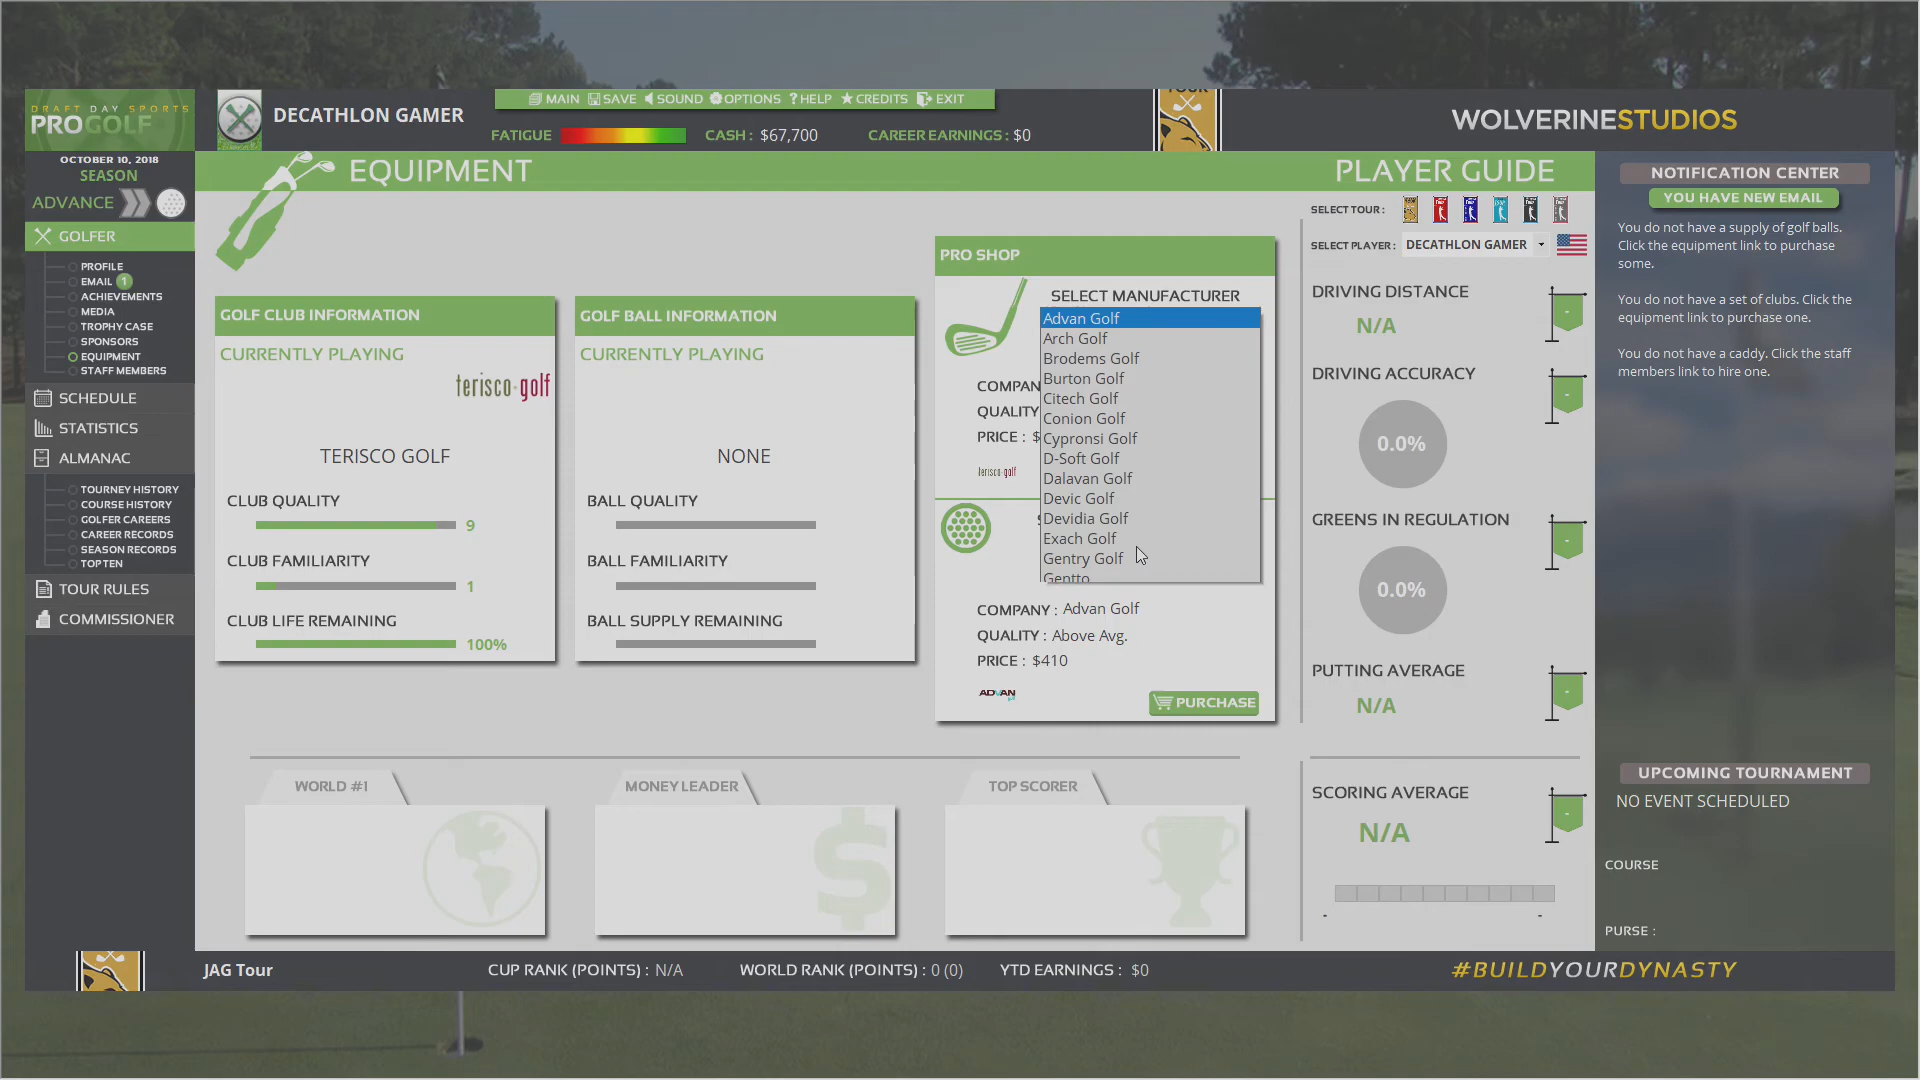 DRAFT DAY SPORTS
PROGOLF
DECATHLON GAMER
MAIN SAVE SOUND OPTIONS HELP CREDITS EXIT
FATIGUE
CASH : $67,700
CAREER EARNINGS : $0
TOUR
WOLVERINESTUDIOS
OCTOBER 10, 2018
SEASON
ADVANCE
GOLFER
PROFILE
EMAIL 1
ACHIEVEMENTS
MEDIA
TROPHY CASE
SPONSORS
EQUIPMENT
STAFF MEMBERS
SCHEDULE
STATISTICS
ALMANAC
TOURNEY HISTORY
COURSE HISTORY
GOLFER CAREERS
CAREER RECORDS
SEASON RECORDS
TOP TEN
TOUR RULES
COMMISSIONER
EQUIPMENT
GOLF CLUB INFORMATION
CURRENTLY PLAYING
terisco golf
TERISCO GOLF
CLUB QUALITY
9
CLUB FAMILIARITY
1
CLUB LIFE REMAINING
100%
GOLF BALL INFORMATION
CURRENTLY PLAYING
NONE
BALL QUALITY
BALL FAMILIARITY
BALL SUPPLY REMAINING
PRO SHOP
SELECT MANUFACTURER
Advan Golf
Arch Golf
Brodems Golf
Burton Golf
Citech Golf
Conion Golf
Cypronsi Golf
D-Soft Golf
Dalavan Golf
Devic Golf
Devidia Golf
Exach Golf
Gentry Golf
Gentto
COMPAN
QUALITY
PRICE : $
terisco golf
COMPANY : Advan Golf
QUALITY : Above Avg.
PRICE : $410
ADVAN
PURCHASE
WORLD #1
MONEY LEADER
TOP SCORER
PLAYER GUIDE
SELECT TOUR :
SELECT PLAYER : DECATHLON GAMER
DRIVING DISTANCE
N/A
DRIVING ACCURACY
0.0%
GREENS IN REGULATION
0.0%
PUTTING AVERAGE
N/A
SCORING AVERAGE
N/A
NOTIFICATION CENTER
YOU HAVE NEW EMAIL
You do not have a supply of golf balls.
Click the equipment link to purchase
some.
You do not have a set of clubs. Click the
equipment link to purchase one.
You do not have a caddy. Click the staff
members link to hire one.
UPCOMING TOURNAMENT
NO EVENT SCHEDULED
COURSE
PURSE :
JAG Tour
CUP RANK (POINTS) : N/A
WORLD RANK (POINTS) : 0 (0)
YTD EARNINGS : $0
#BUILDYOURDYNASTY